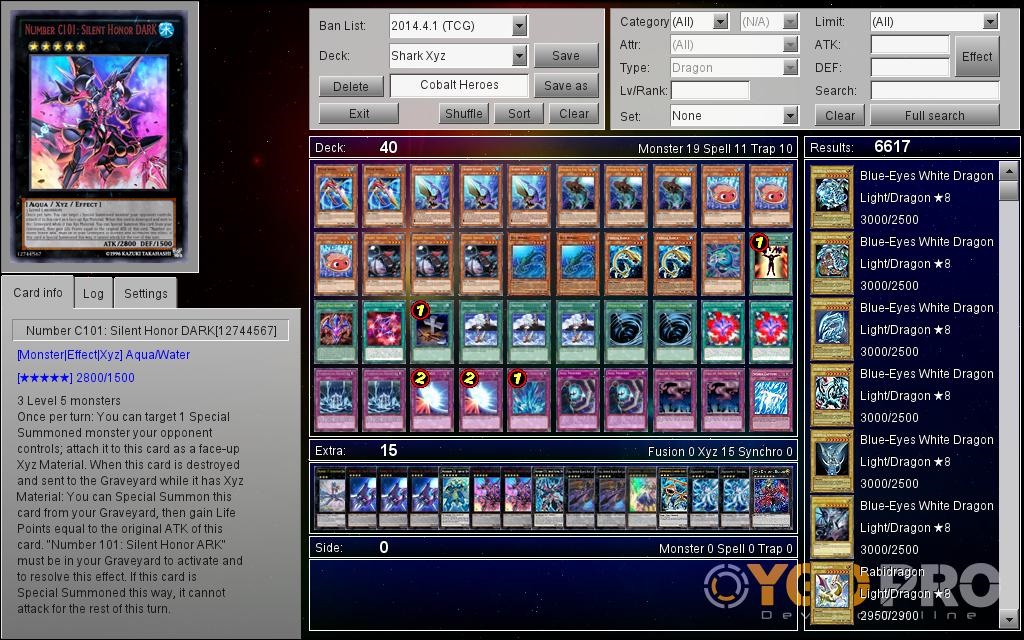 NUMBER C101: SILENT HONOR DARK
[AQUA / XYZ / EFFECT]
ATK/2800 DEF/1500
12744567
©1996 KAZUKI TAKAHASHI
Card info
Log
Settings
Number C101: Silent Honor DARK[12744567]
[Monster|Effect|Xyz] Aqua/Water
[★★★★★] 2800/1500
3 Level 5 monsters
Once per turn: You can target 1 Special
Summoned monster your opponent
controls; attach it to this card as a face-up
Xyz Material. When this card is destroyed
and sent to the Graveyard while it has Xyz
Material: You can Special Summon this
card from your Graveyard, then gain Life
Points equal to the original ATK of this
card. "Number 101: Silent Honor ARK"
must be in your Graveyard to activate and
to resolve this effect. If this card is
Special Summoned this way, it cannot
attack for the rest of this turn.
Ban List: 2014.4.1 (TCG)
Deck: Shark Xyz Save
Delete Cobalt Heroes Save as
Exit Shuffle Sort Clear
Category (All) (N/A) Limit: (All)
Attr: (All) ATK: Effect
Type: Dragon DEF:
Lv/Rank: Search:
Set: None Clear Full search
Deck: 40 Monster 19 Spell 11 Trap 10
1
1
2 2 1
Extra: 15 Fusion 0 Xyz 15 Synchro 0
Side: 0 Monster 0 Spell 0 Trap 0
Results: 6617
Blue-Eyes White Dragon
Light/Dragon ★8
3000/2500
Blue-Eyes White Dragon
Light/Dragon ★8
3000/2500
Blue-Eyes White Dragon
Light/Dragon ★8
3000/2500
Blue-Eyes White Dragon
Light/Dragon ★8
3000/2500
Blue-Eyes White Dragon
Light/Dragon ★8
3000/2500
Blue-Eyes White Dragon
Light/Dragon ★8
3000/2500
Rabidragon
Light/Dragon ★8
2950/2900
YGOPRO